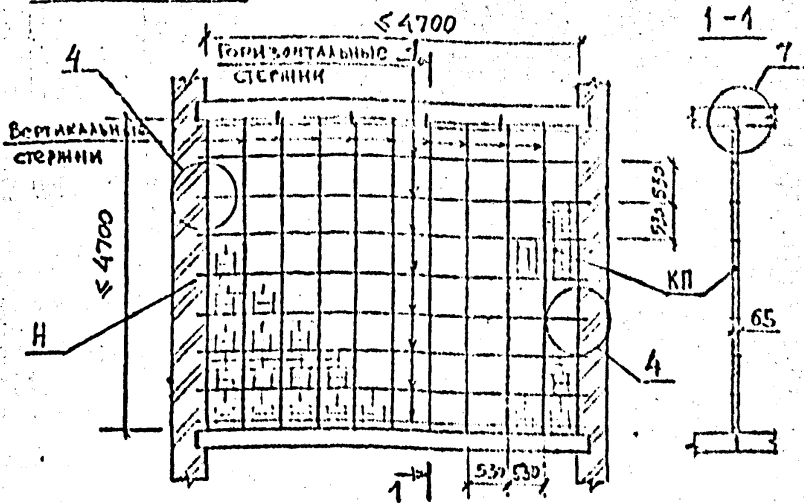 ≤ 4700
1-1
4
Горизонтальные
стержни
7
Вертикальные
стержни
530
530
≤ 4700
КП
65
Н
4
530 530
1